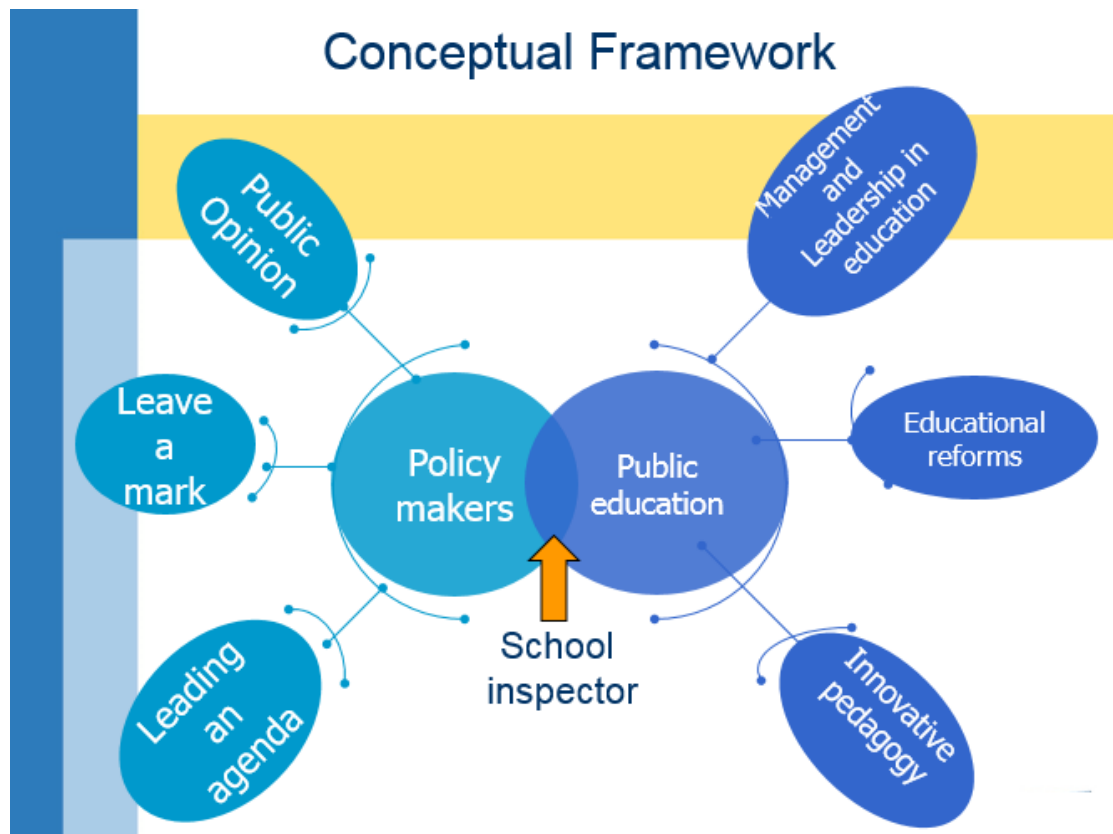 Conceptual Framework
Public
Opinion
Management
and
Leadership in
education
Leave
a
mark
Policy
makers
Public
education
Educational
reforms
School
inspector
Leading
an
agenda
Innovative
pedagogy